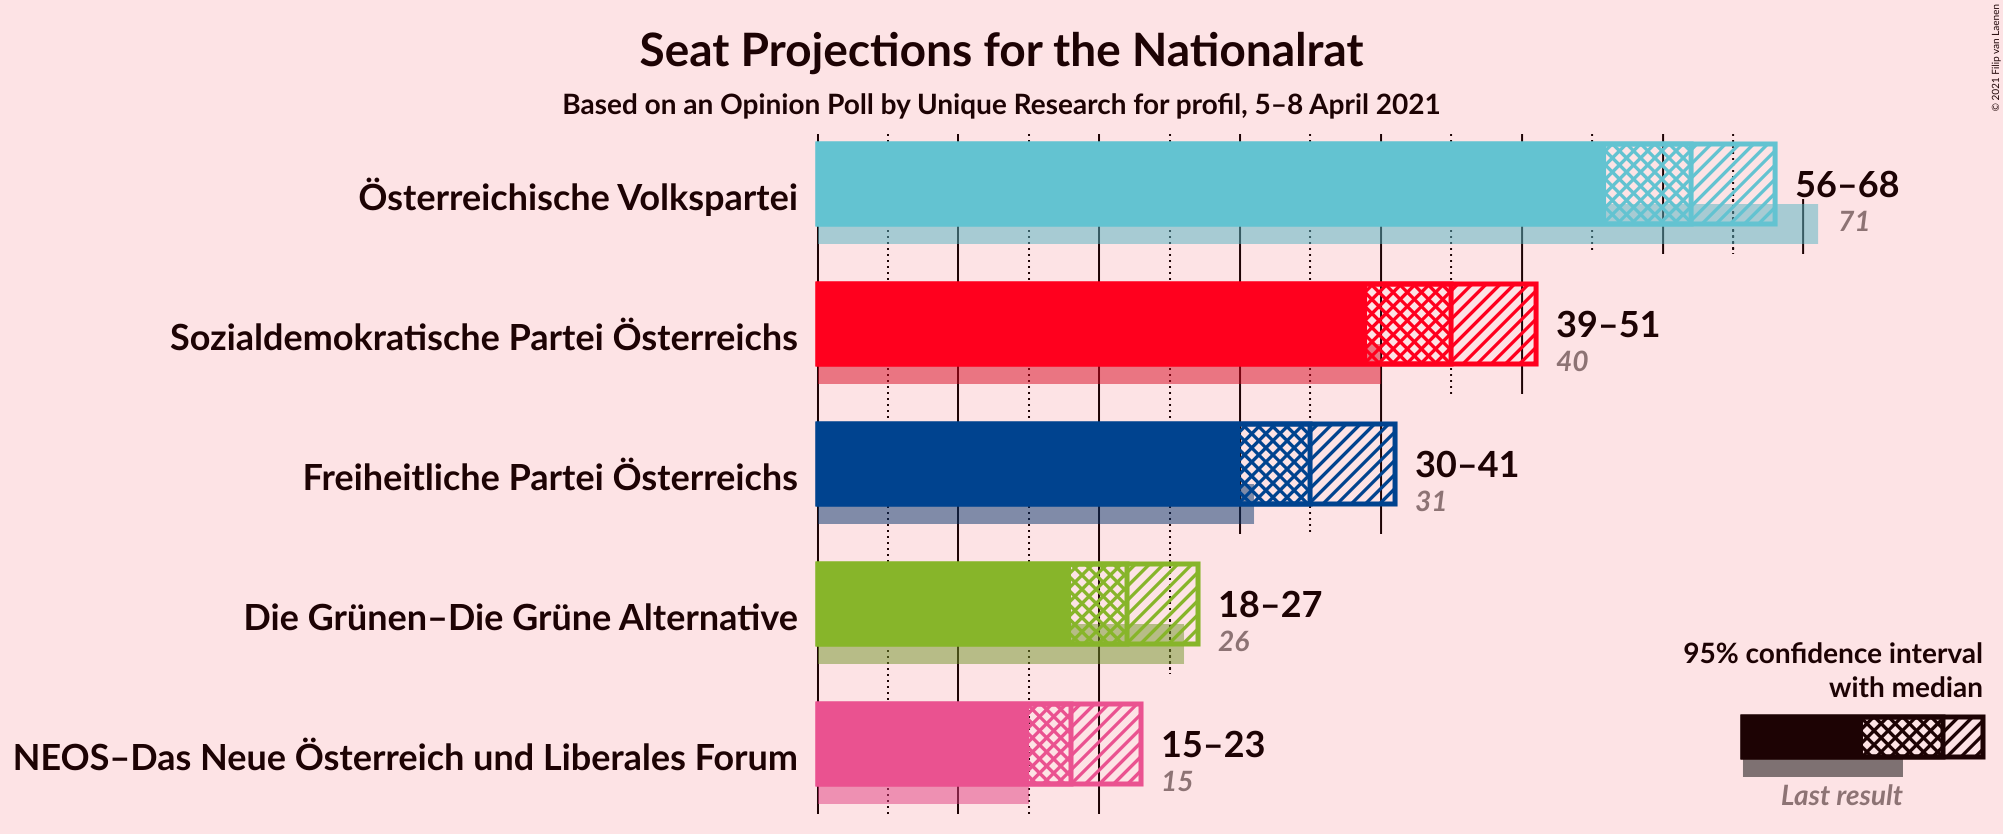 Seat Projections for the Nationalrat
Based on an Opinion Poll by Unique Research for profil, 5–8 April 2021
© 2021 Filip van Laenen
Österreichische Volkspartei
56–68
71
Sozialdemokratische Partei Österreichs
39–51
40
Freiheitliche Partei Österreichs
30–41
31
Die Grünen–Die Grüne Alternative
18–27
26
NEOS–Das Neue Österreich und Liberales Forum
15–23
15
95% confidence interval
with median
Last result